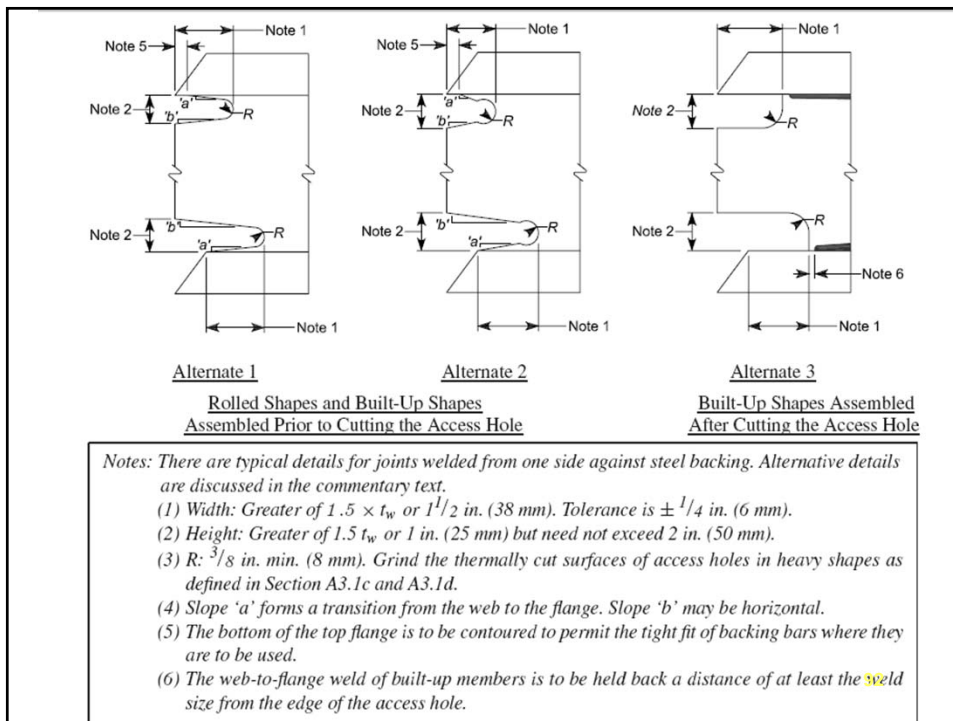 Note 1
Note 5
Note 2
'a'
'b'
R
Note 2
'b'
'a'
R
Note 1
Note 1
Note 5
Note 2
'a'
'b'
R
Note 2
'b'
'a'
R
Note 1
Note 1
Note 2
R
Note 2
R
Note 6
Note 1
Alternate 1
Alternate 2
Alternate 3
Rolled Shapes and Built-Up Shapes
Assembled Prior to Cutting the Access Hole
Built-Up Shapes Assembled
After Cutting the Access Hole
Notes: There are typical details for joints welded from one side against steel backing. Alternative details
are discussed in the commentary text.
(1) Width: Greater of 1.5 × tw or 1 1/2 in. (38 mm). Tolerance is ± 1/4 in. (6 mm).
(2) Height: Greater of 1.5 tw or 1 in. (25 mm) but need not exceed 2 in. (50 mm).
(3) R: 3/8 in. min. (8 mm). Grind the thermally cut surfaces of access holes in heavy shapes as
defined in Section A3.1c and A3.1d.
(4) Slope 'a' forms a transition from the web to the flange. Slope 'b' may be horizontal.
(5) The bottom of the top flange is to be contoured to permit the tight fit of backing bars where they
are to be used.
(6) The web-to-flange weld of built-up members is to be held back a distance of at least the weld
size from the edge of the access hole.